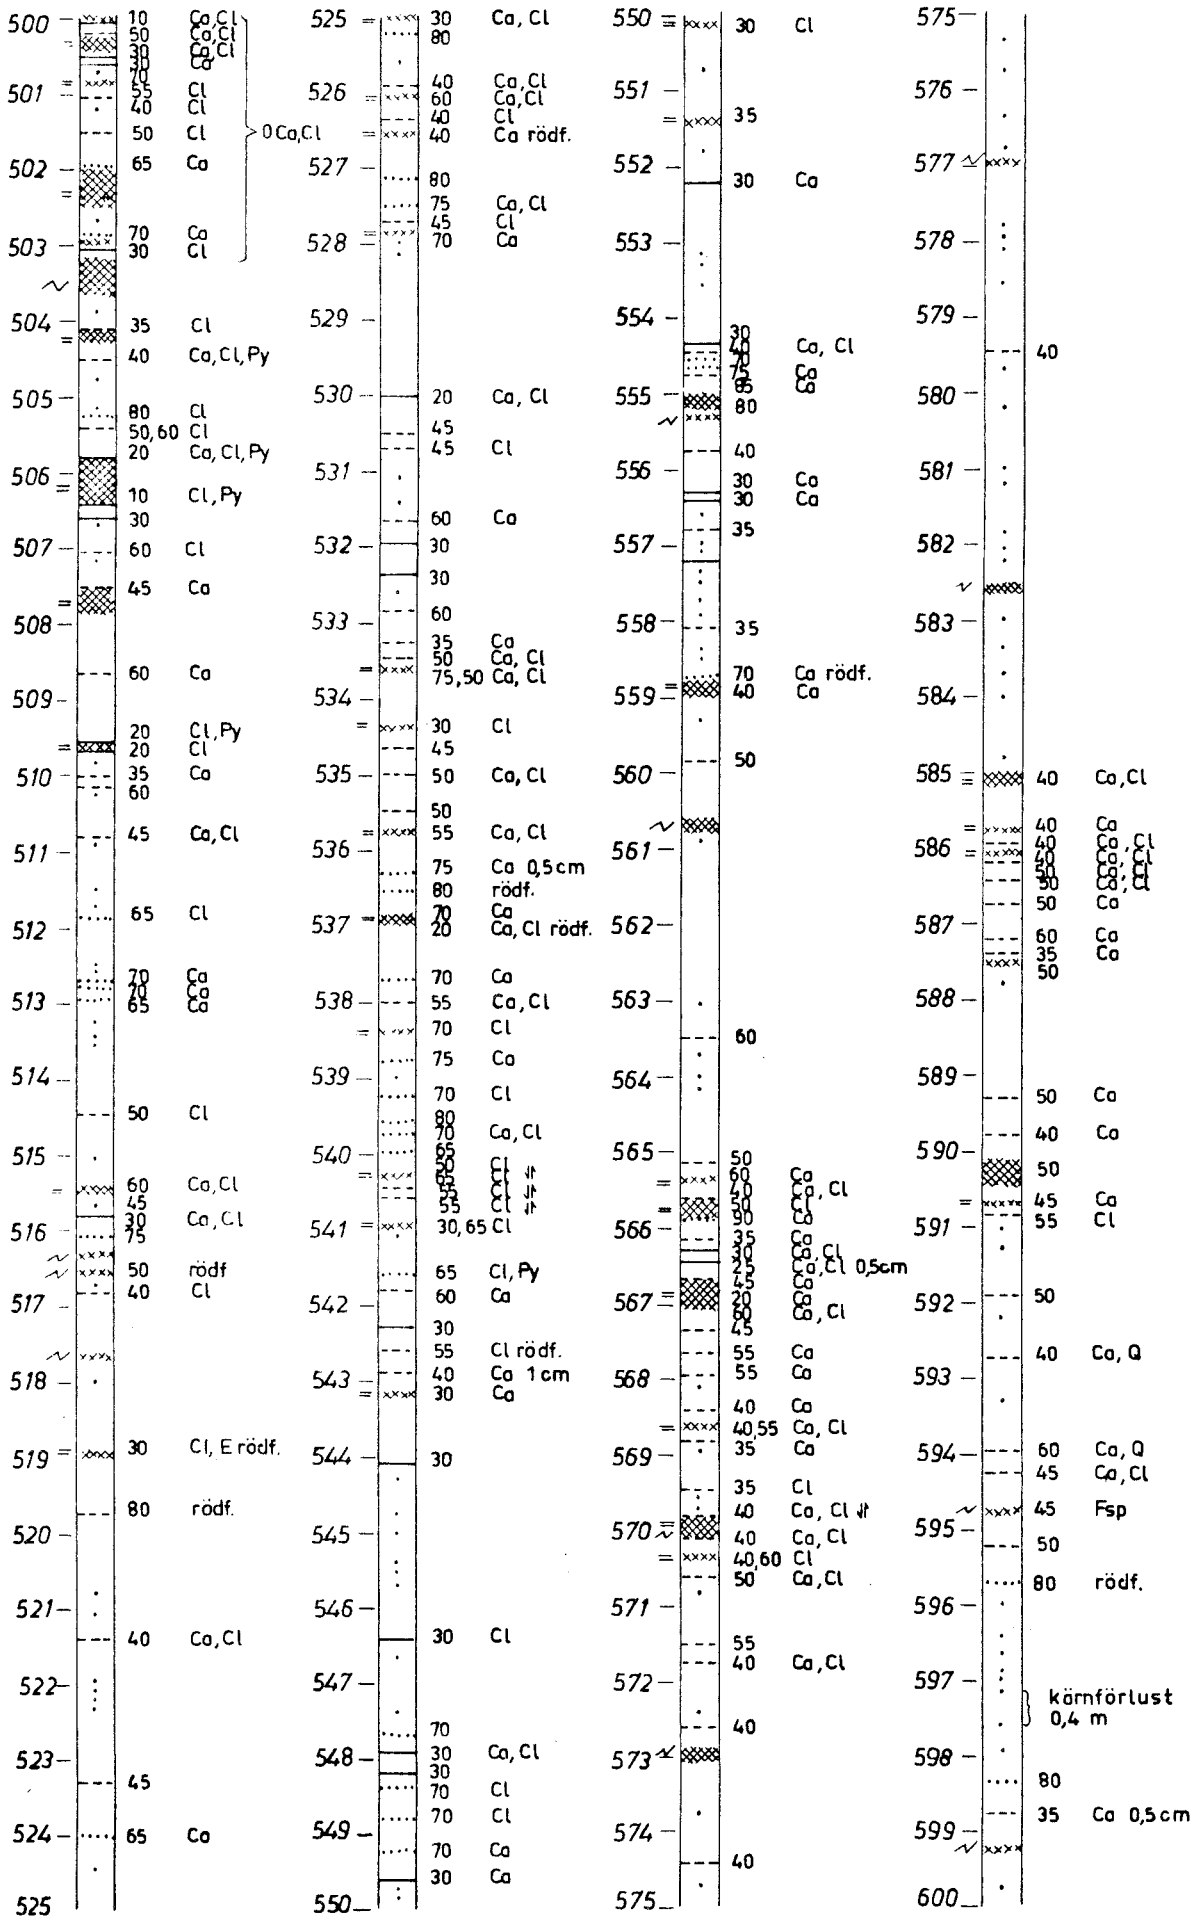 500
10 Ca,Cl
50 Ca,Cl
30 Ca,Cl
30 Ca
70
501
55 Cl
40 Cl
50 Cl
0 Ca,Cl
502
65 Ca
70 Ca
503
30 Cl
504
35 Cl
40 Ca,Cl,Py
505
80 Cl
50,60 Cl
20 Ca,Cl,Py
506
10 Cl,Py
30
507
60 Cl
45 Ca
508
60 Ca
509
20 Cl,Py
20 Cl
510
35 Ca
60
45 Ca,Cl
511
65 Cl
512
70 Ca
70 Ca
513
65 Ca
514
50 Cl
515
60 Ca,Cl
45
30 Ca,Cl
516
75
50 rödf
40 Cl
517
518
519
30 Cl, E rödf.
80 rödf.
520
521
40 Ca,Cl
522
523
45
524
65 Ca
525
525
30 Ca, Cl
80
40 Ca,Cl
526
60 Ca,Cl
40 Cl
40 Ca rödf.
527
80
75 Ca, Cl
45 Cl
528
70 Ca
529
530
20 Ca, Cl
45
45 Cl
531
60 Ca
532
30
30
60
533
35 Ca
50 Ca, Cl
75,50 Ca, Cl
534
30 Cl
45
535
50 Ca, Cl
50
55 Ca, Cl
536
75 Ca 0,5cm
80 rödf.
70 Ca
537
20 Ca, Cl rödf.
70 Ca
538
55 Ca, Cl
70 Cl
75 Ca
539
70 Cl
80
70 Ca, Cl
65
540
50 Cl
65 Cl
55 Cl
55 Cl
541
30,65 Cl
65 Cl, Py
60 Ca
542
30
55 Cl rödf.
543
40 Ca 1cm
30 Ca
544
30
545
546
30 Cl
547
70
548
30 Ca, Cl
30
70 Cl
70 Cl
549
70 Ca
30 Ca
550
550
30 Cl
551
35
552
30 Ca
553
554
30
40 Ca, Cl
70
75 Ca
65 Ca
555
80
40
556
30 Ca
30 Ca
35
557
558
35
70 Ca rödf.
559
40 Ca
50
560
561
562
563
60
564
565
50
60 Ca
40 Ca, Cl
50 Cl
90 Ca
566
35 Ca
30 Ca, Cl
25 Ca,Cl 0,5cm
45 Ca
20 Ca
567
60 Ca, Cl
45
55 Ca
568
55 Ca
40 Ca
40,55 Ca, Cl
569
35 Ca
35 Cl
40 Ca, Cl
570
40 Ca, Cl
40,60 Cl
50 Ca, Cl
571
55
40 Ca, Cl
572
40
573
574
40
575
575
576
577
578
579
40
580
581
582
583
584
585
40 Ca,Cl
40 Ca
586
40 Ca, Cl
40 Ca, Cl
50 Ca, Cl
50 Ca, Cl
50 Ca
587
60 Ca
35 Ca
50
588
589
50 Ca
40 Ca
590
50
45 Ca
591
55 Cl
592
50
40 Ca, Q
593
594
60 Ca, Q
45 Ca, Cl
45 Fsp
595
50
80 rödf.
596
597
kärnförlust
0,4 m
598
80
35 Ca 0,5cm
599
600